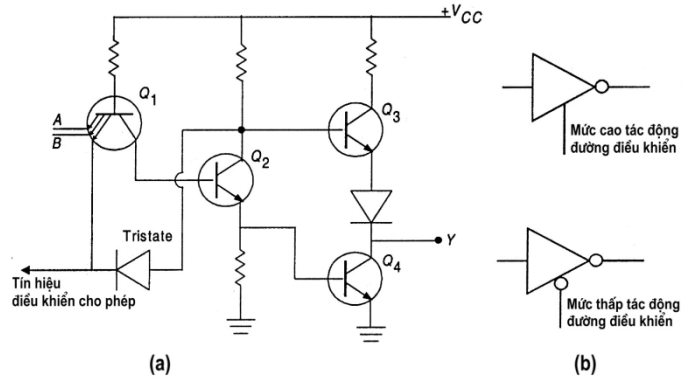 +VCC
Q1
A
B
Q3
Q2
Tristate
Y
Q4
Tín hiệu
điều khiển cho phép
(a)
Mức cao tác động
đường điều khiển
Mức thấp tác động
đường điều khiển
(b)